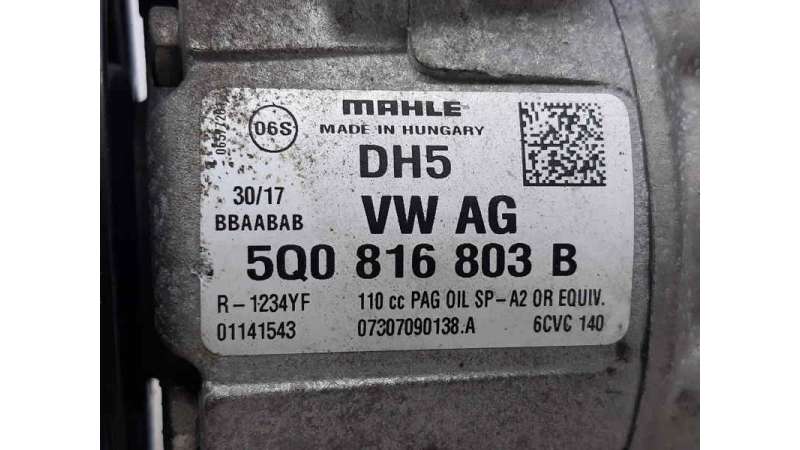 MAHLE
MADE IN HUNGARY
06S
DH5
30/17
BBAABAB
VW AG
5Q0 816 803 B
R-1234YF 110 cc PAG OIL SP-A2 OR EQUIV.
01141543 07307090138.A 6CVC 140